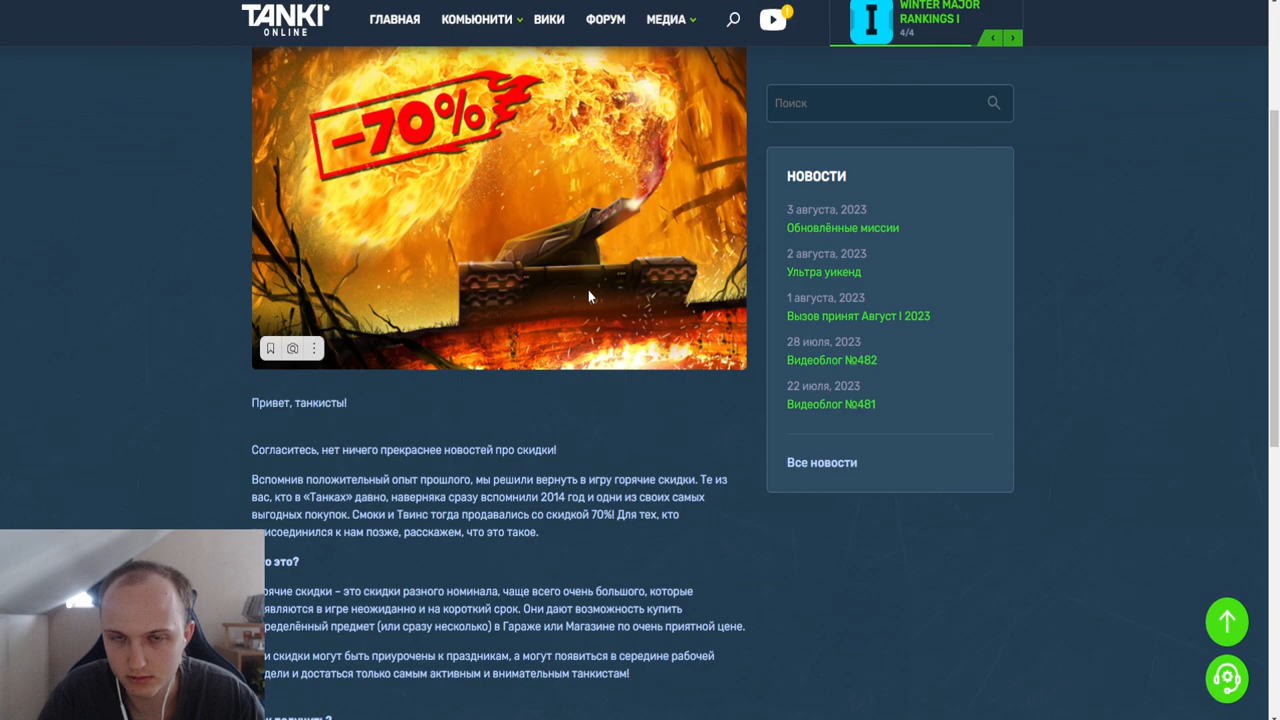 TANKI
ONLINE
ГЛАВНАЯ
КОМЬЮНИТИ
ВИКИ
ФОРУМ
МЕДИА
!
I
WINTER MAJOR
RANKINGS I
4/4
-70%
Поиск
НОВОСТИ
3 августа, 2023
Обновлённые миссии
2 августа, 2023
Ультра уикенд
1 августа, 2023
Вызов принят Август I 2023
28 июля, 2023
Видеоблог №482
22 июля, 2023
Видеоблог №481
Все новости
Привет, танкисты!
Согласитесь, нет ничего прекраснее новостей про скидки!
Вспомнив положительный опыт прошлого, мы решили вернуть в игру горячие скидки. Те из
вас, кто в «Танках» давно, наверняка сразу вспомнили 2014 год и одни из своих самых
выгодных покупок. Смоки и Твинс тогда продавались со скидкой 70%! Для тех, кто
исоединился к нам позже, расскажем, что это такое.
о это?
рячие скидки – это скидки разного номинала, чаще всего очень большого, которые
являются в игре неожиданно и на короткий срок. Они дают возможность купить
ределённый предмет (или сразу несколько) в Гараже или Магазине по очень приятной цене.
и скидки могут быть приурочены к праздникам, а могут появиться в середине рабочей
дели и достаться только самым активным и внимательным танкистам!